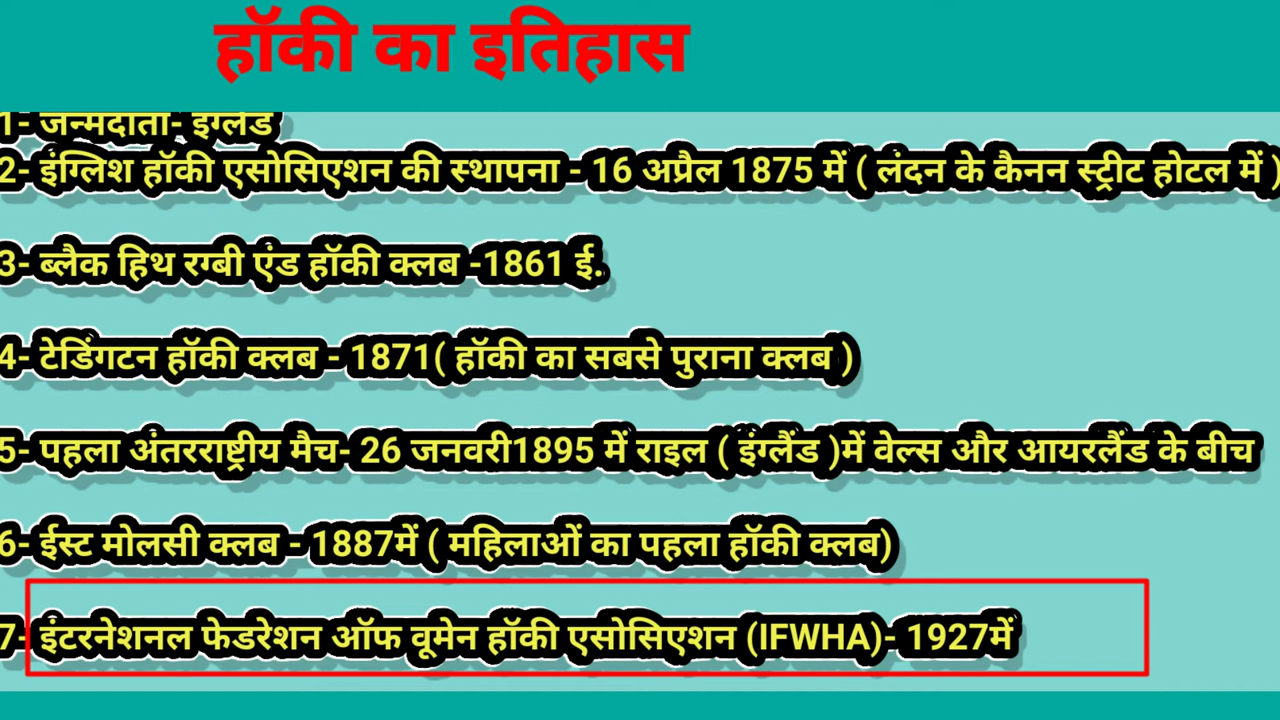 हॉकी का इतिहास
1- जन्मदाता- इंग्लैंड
2- इंग्लिश हॉकी एसोसिएशन की स्थापना - 16 अप्रैल 1875 में ( लंदन के कैनन स्ट्रीट होटल में )
3- ब्लैक हिथ रग्बी एंड हॉकी क्लब -1861 ई.
4- टेडिंगटन हॉकी क्लब - 1871( हॉकी का सबसे पुराना क्लब )
5- पहला अंतरराष्ट्रीय मैच- 26 जनवरी1895 में राइल ( इंग्लैंड )में वेल्स और आयरलैंड के बीच
6- ईस्ट मोलसी क्लब - 1887में ( महिलाओं का पहला हॉकी क्लब)
7- इंटरनेशनल फेडरेशन ऑफ वूमेन हॉकी एसोसिएशन (IFWHA)- 1927में